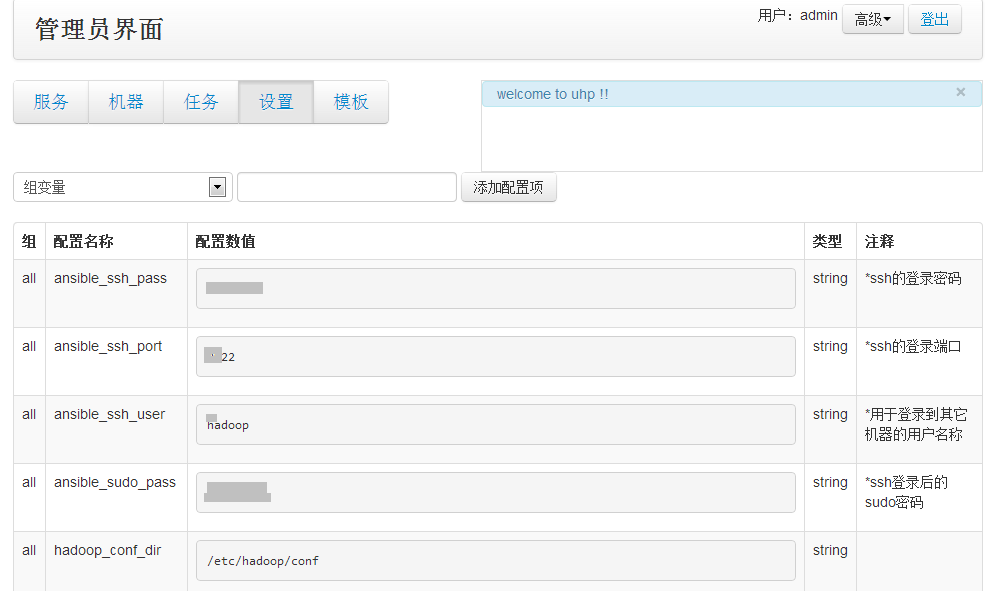 管理员界面
用户：admin 高级 登出
服务 机器 任务 设置 模板
welcome to uhp !! ×
组变量 添加配置项
组 配置名称 配置数值 类型 注释
all ansible_ssh_pass string *ssh的登录密码
all ansible_ssh_port 22 string *ssh的登录端口
all ansible_ssh_user hadoop string *用于登录到其它
机器的用户名称
all ansible_sudo_pass string *ssh登录后的
sudo密码
all hadoop_conf_dir /etc/hadoop/conf string